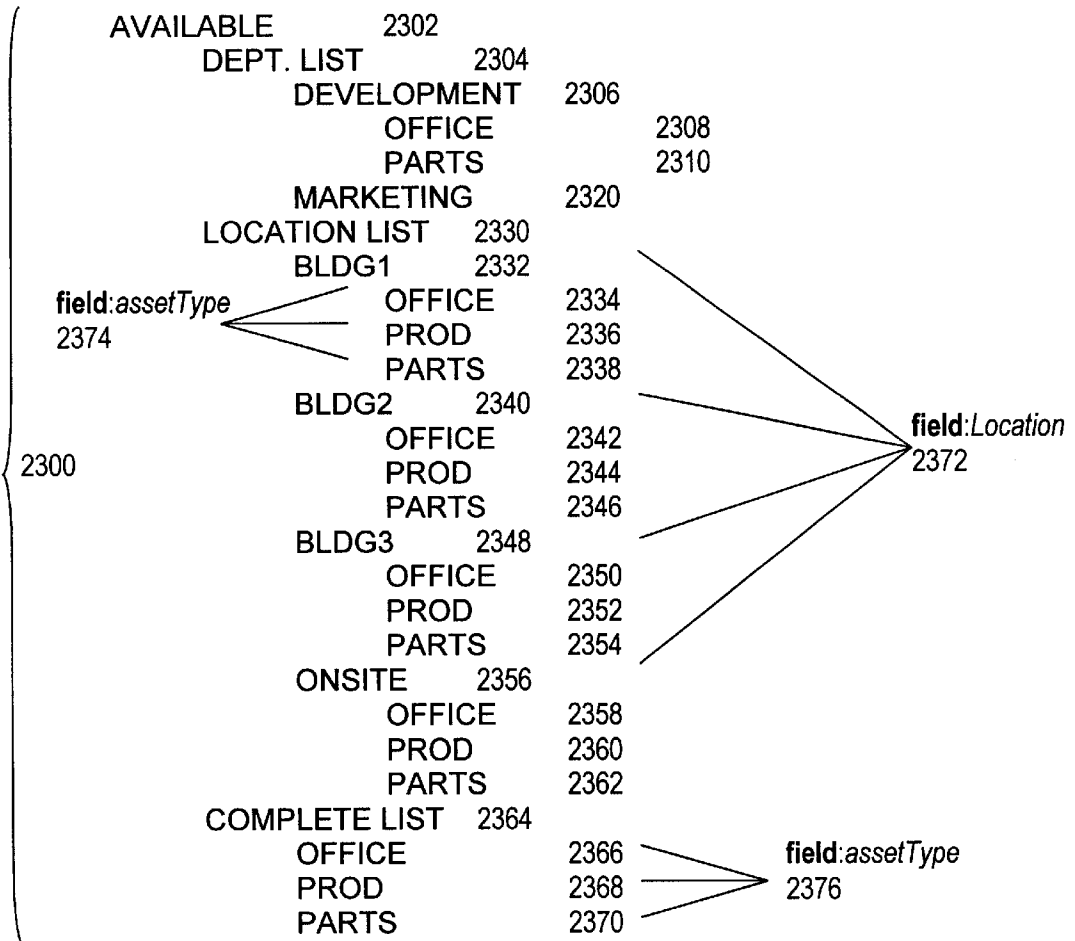 AVAILABLE 2302
DEPT. LIST 2304
DEVELOPMENT 2306
OFFICE 2308
PARTS 2310
MARKETING 2320
LOCATION LIST 2330
BLDG1 2332
field:assetType
2374
OFFICE 2334
PROD 2336
PARTS 2338
BLDG2 2340
field:Location
2372
OFFICE 2342
2300
PROD 2344
PARTS 2346
BLDG3 2348
OFFICE 2350
PROD 2352
PARTS 2354
ONSITE 2356
OFFICE 2358
PROD 2360
PARTS 2362
COMPLETE LIST 2364
OFFICE 2366
field:assetType
2376
PROD 2368
PARTS 2370